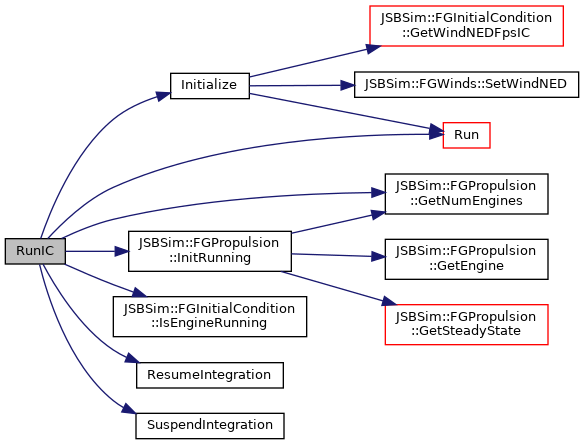 JSBSim::FGInitialCondition
::GetWindNEDFpsIC
Initialize
JSBSim::FGWinds::SetWindNED
Run
JSBSim::FGPropulsion
::GetNumEngines
RunIC
JSBSim::FGPropulsion
::InitRunning
JSBSim::FGPropulsion
::GetEngine
JSBSim::FGInitialCondition
::IsEngineRunning
JSBSim::FGPropulsion
::GetSteadyState
ResumeIntegration
SuspendIntegration